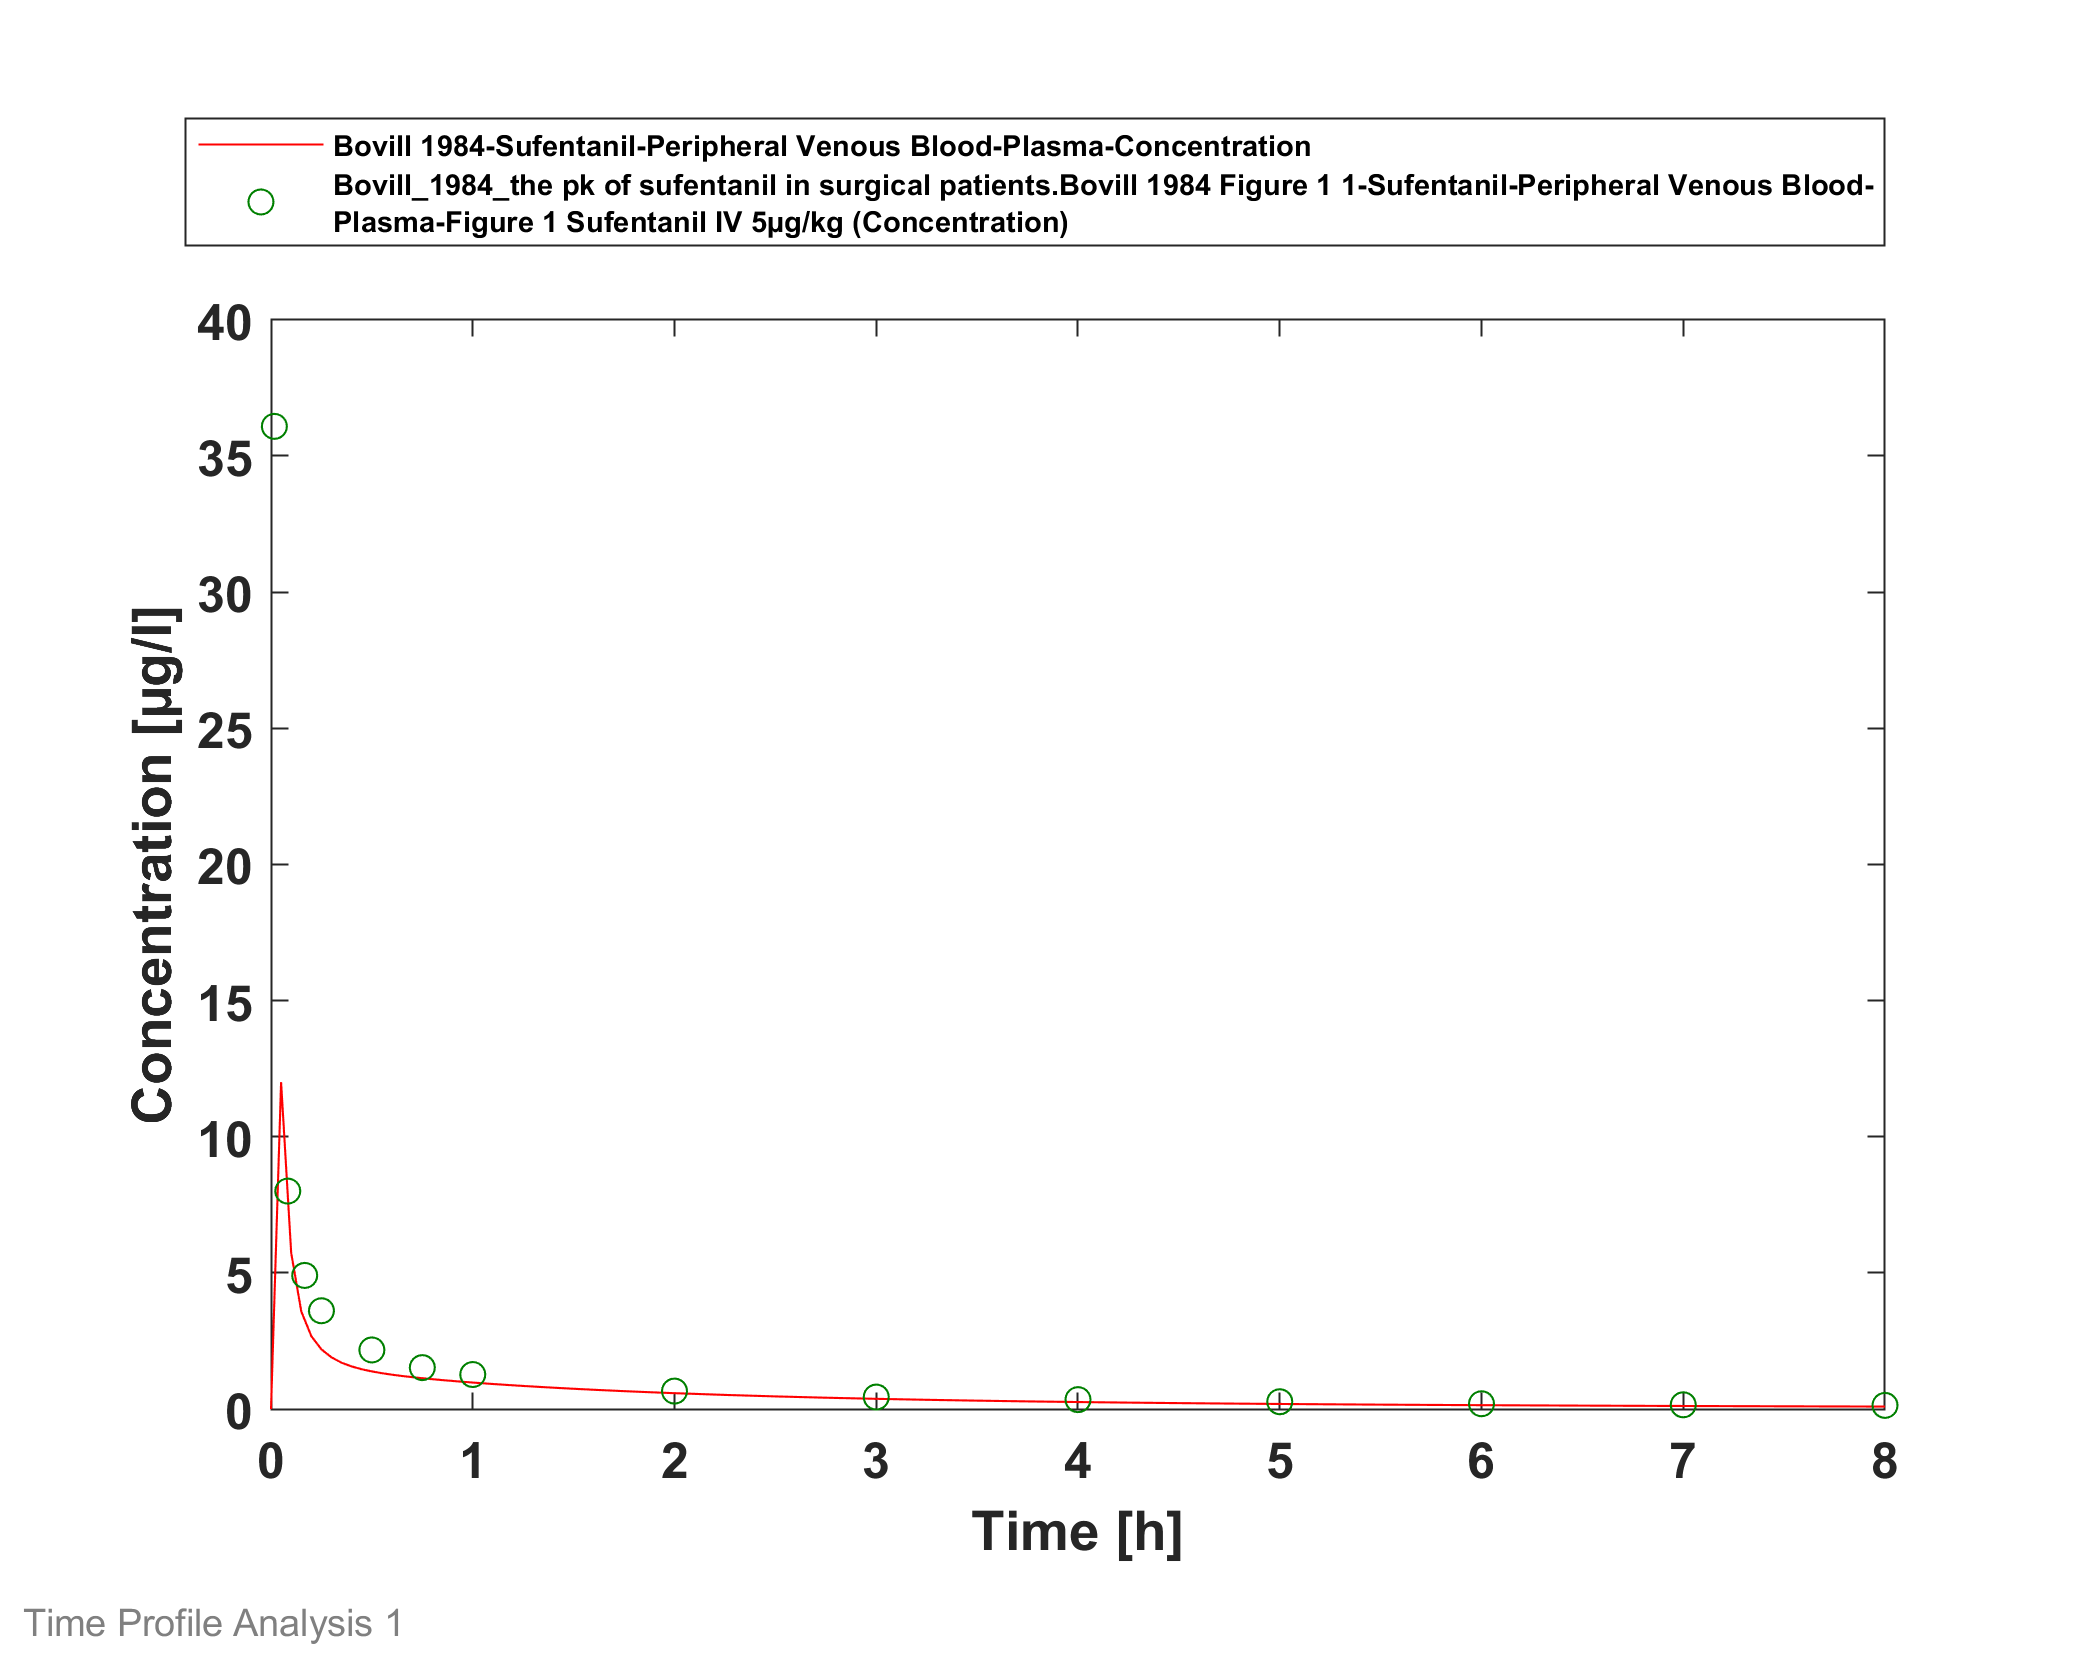 Bovill 1984-Sufentanil-Peripheral Venous Blood-Plasma-Concentration
Bovill_1984_the pk of sufentanil in surgical patients.Bovill 1984 Figure 1 1-Sufentanil-Peripheral Venous Blood-
Plasma-Figure 1 Sufentanil IV 5µg/kg (Concentration)
40
35
30
25
20
15
10
5
0
Concentration [µg/l]
0 1 2 3 4 5 6 7 8
Time [h]
Time Profile Analysis 1